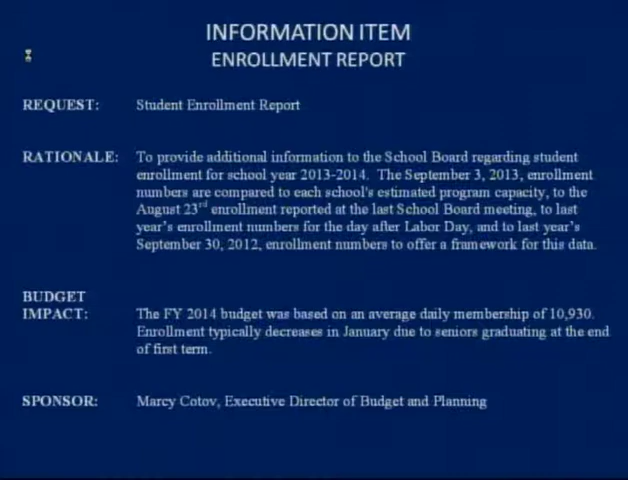 INFORMATION ITEM
ENROLLMENT REPORT
REQUEST: Student Enrollment Report
RATIONALE: To provide additional information to the School Board regarding student
enrollment for school year 2013-2014. The September 3, 2013, enrollment
numbers are compared to each school's estimated program capacity, to the
August 23rd enrollment reported at the last School Board meeting, to last
year's enrollment numbers for the day after Labor Day, and to last year's
September 30, 2012, enrollment numbers to offer a framework for this data.
BUDGET
IMPACT: The FY 2014 budget was based on an average daily membership of 10,930.
Enrollment typically decreases in January due to seniors graduating at the end
of first term.
SPONSOR: Marcy Cotov, Executive Director of Budget and Planning